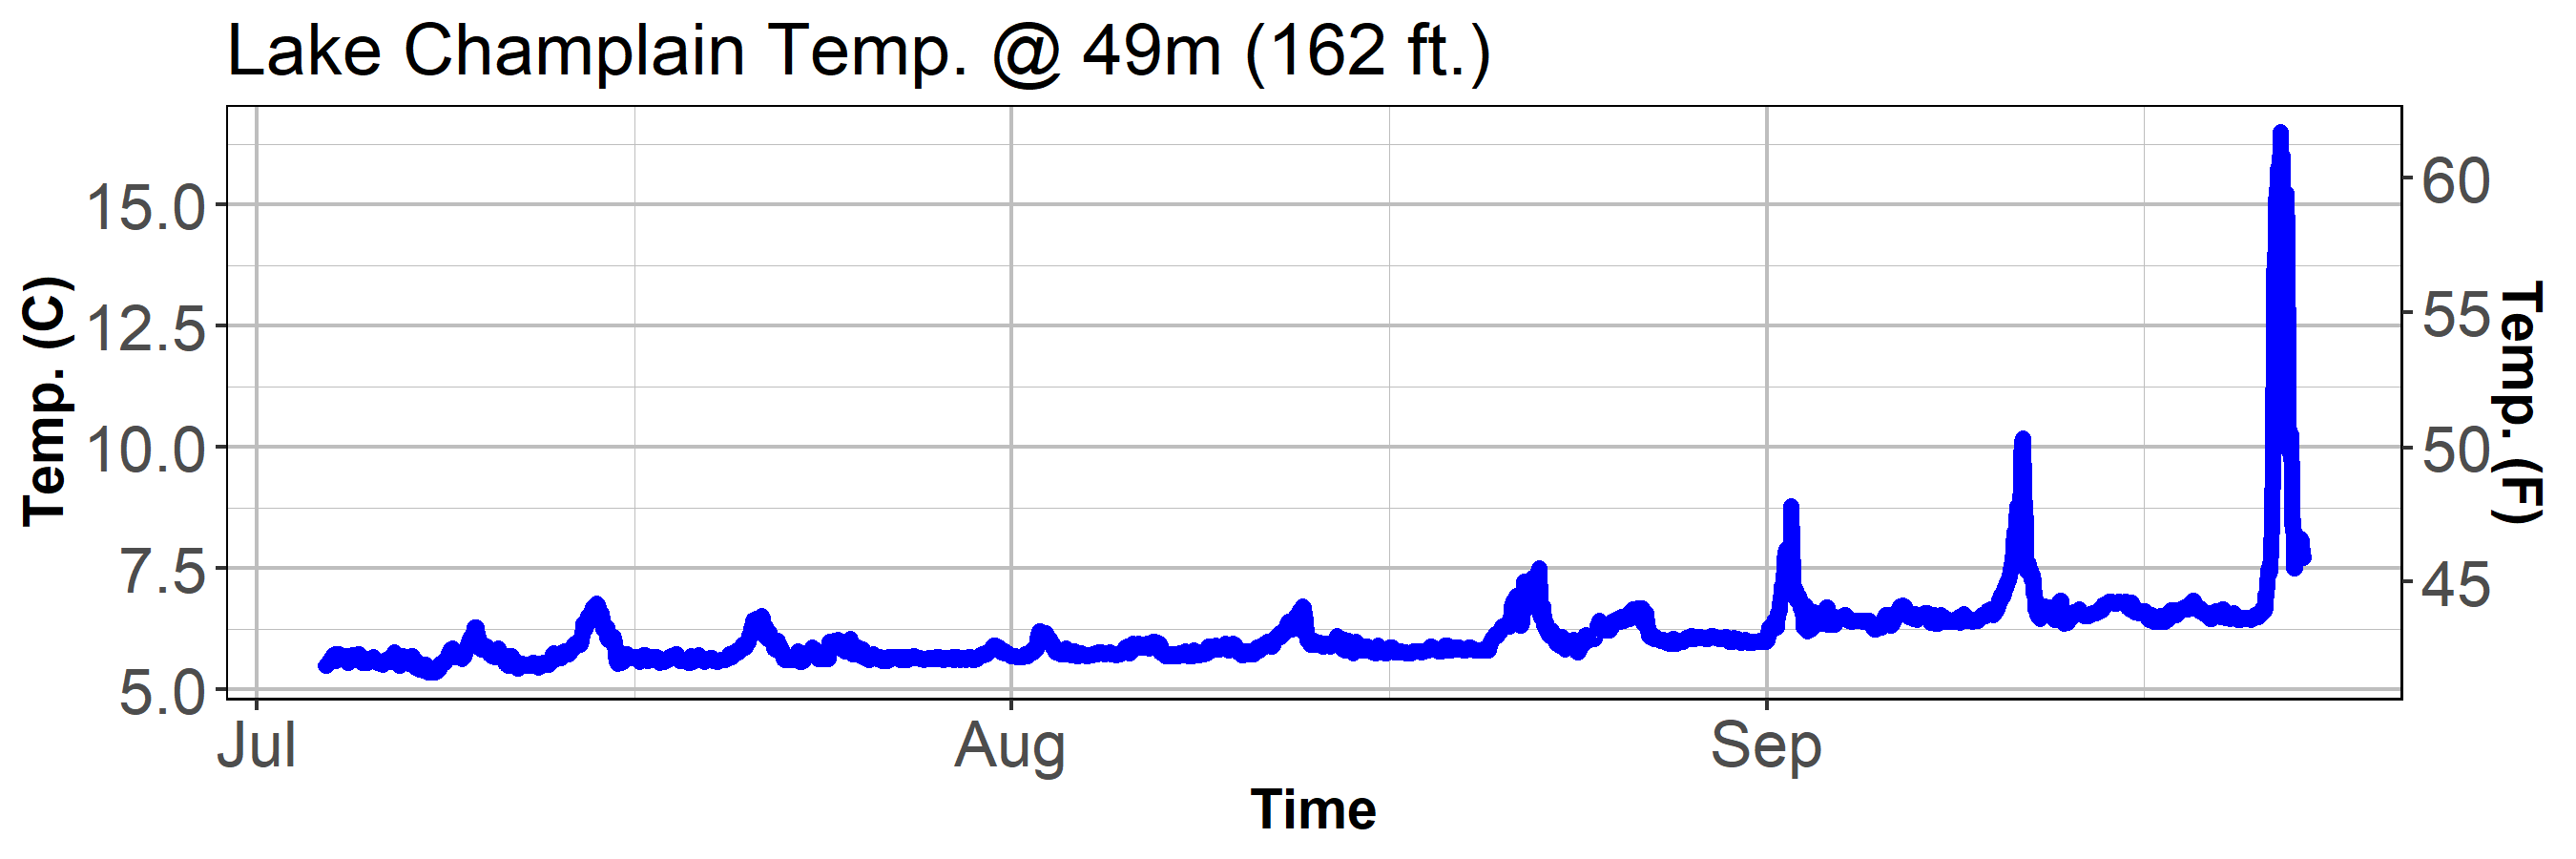 Lake Champlain Temp. @ 49m (162 ft.)
Temp. (C)
15.0
12.5
10.0
7.5
5.0
60
55
50
45
Temp. (F)
Jul Aug Sep
Time